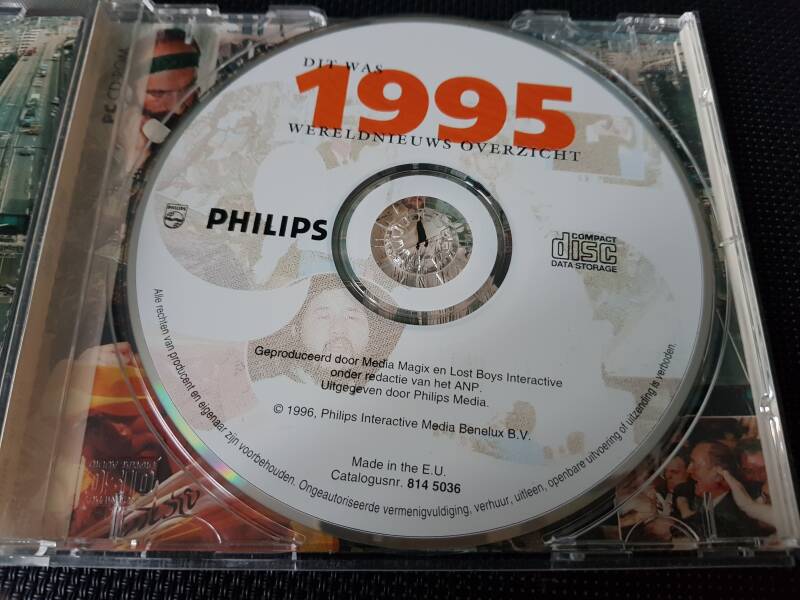 DIT WAS
1995
WERELDNIEUWS OVERZICHT
PHILIPS
PHILIPS
COMPACT
disc
DATA STORAGE
Geproduceerd door Media Magix en Lost Boys Interactive
onder redactie van het ANP.
Uitgegeven door Philips Media.
© 1996, Philips Interactive Media Benelux B.V.
Made in the E.U.
Catalogusnr. 814 5036
Alle rechten van producent en eigenaar zijn voorbehouden. Ongeautoriseerde vermenigvuldiging, verhuur, uitleen, openbare uitvoering of uitzending is verboden.
PC CD-ROM